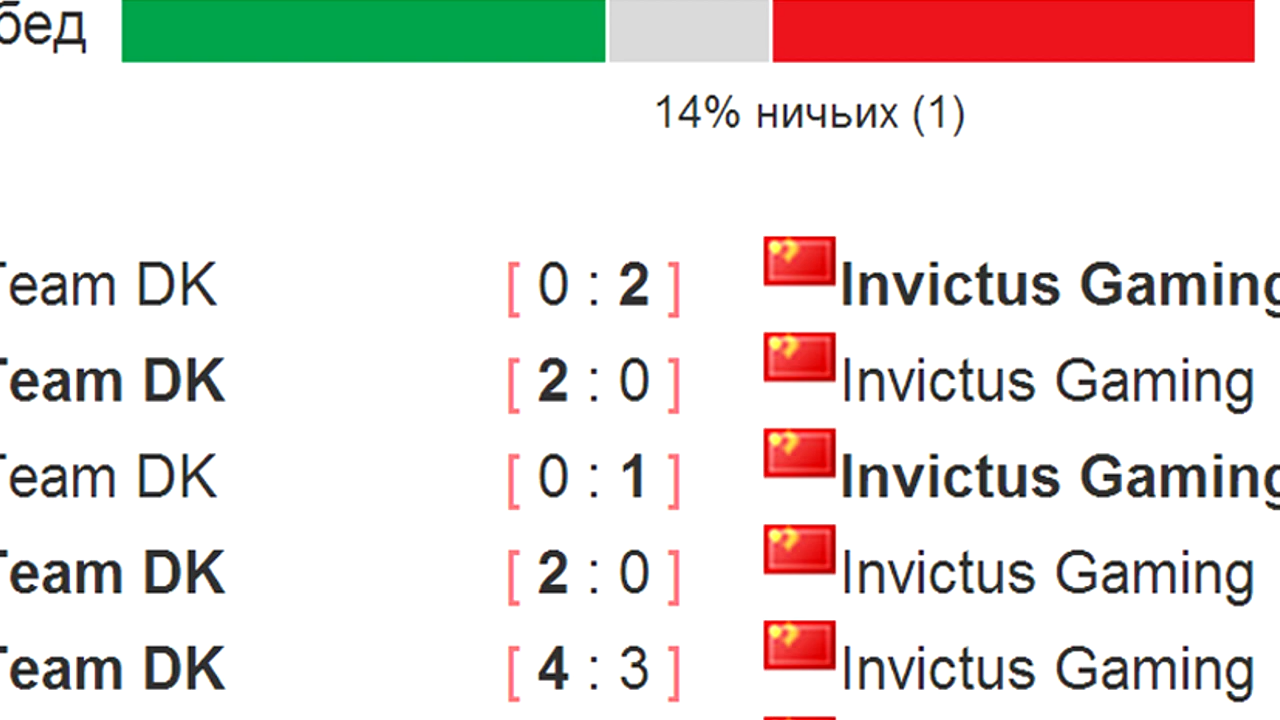 бед
14% ничьих (1)
Team DK [ 0 : 2 ] Invictus Gaming
Team DK [ 2 : 0 ] Invictus Gaming
Team DK [ 0 : 1 ] Invictus Gaming
Team DK [ 2 : 0 ] Invictus Gaming
Team DK [ 4 : 3 ] Invictus Gaming